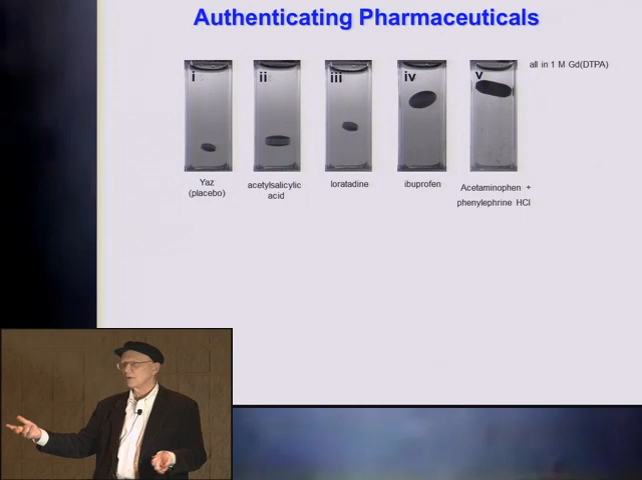 Authenticating Pharmaceuticals
i
ii
iii
iv
v
all in 1 M Gd(DTPA)
Yaz
(placebo)
acetylsalicylic
acid
loratadine
ibuprofen
Acetaminophen +
phenylephrine HCl